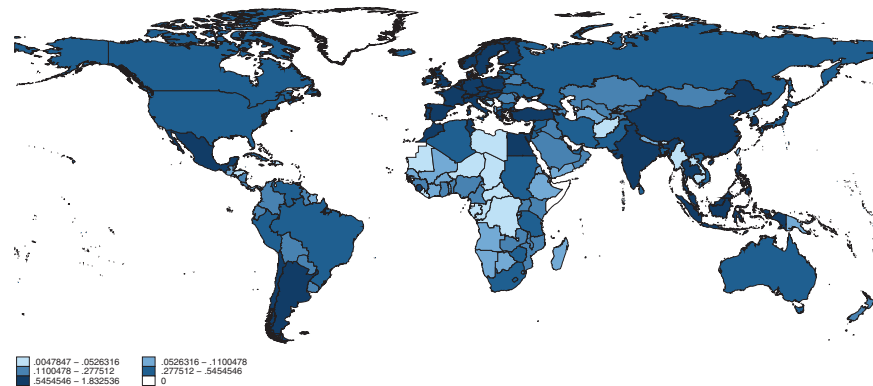 .0047847 – .0526316 .0526316 – .1100478
.1100478 – .277512 .277512 – .5454546
.5454546 – 1.832536 0